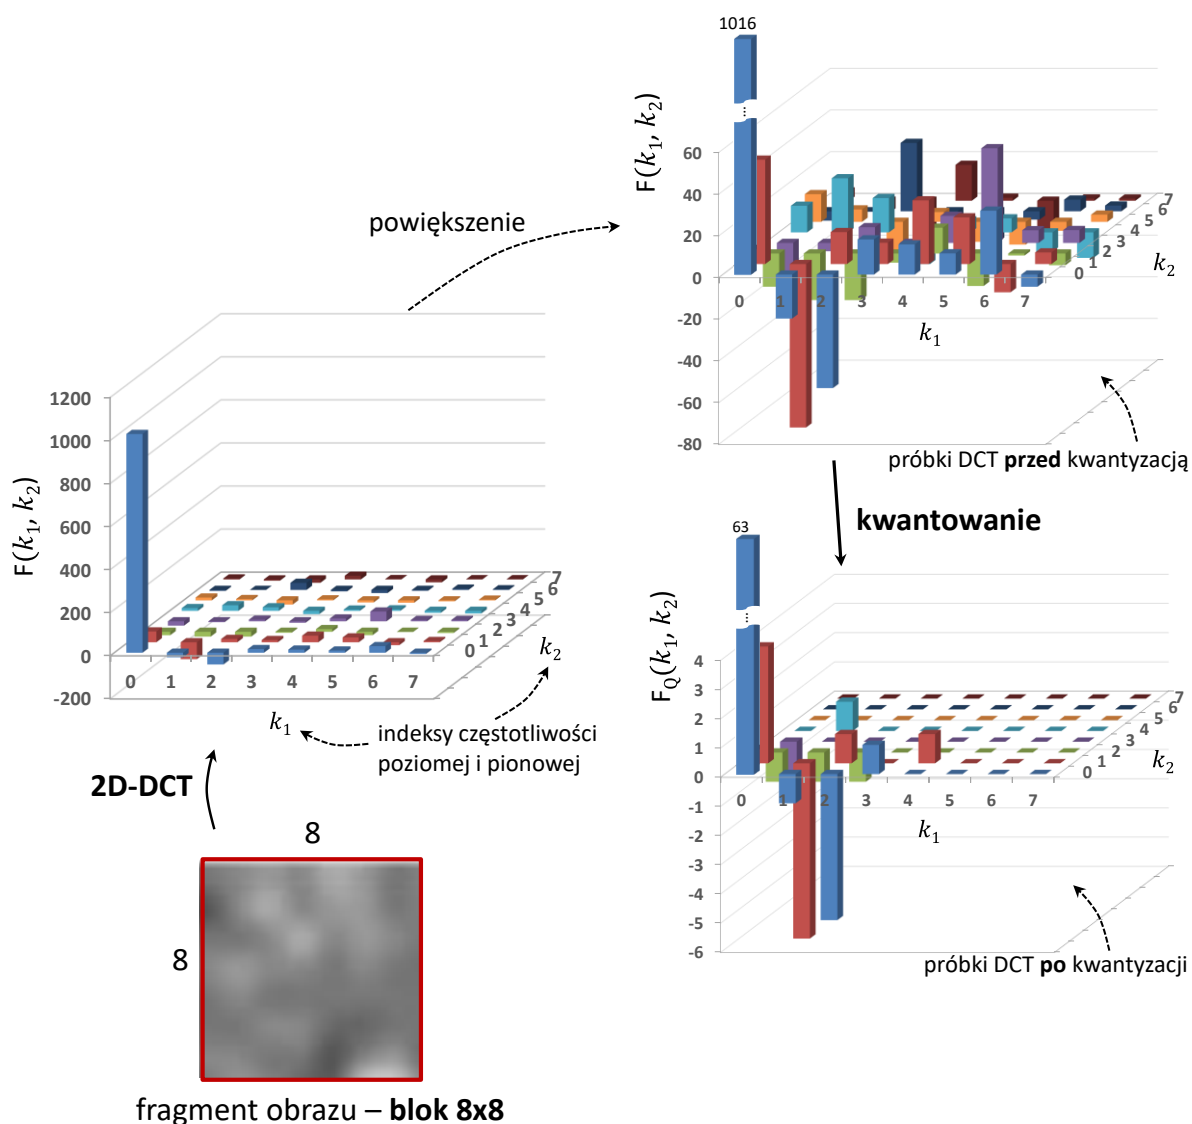 1016
⋮
F(k₁, k₂)
60
40
20
0
-20
-40
-60
-80
0 1 2 3 4 5 6 7
k₁
0 1 2 3 4 5 6 7
k₂
powiększenie
próbki DCT przed kwantyzacją
kwantowanie
1200
1000
800
600
400
200
0
-200
F(k₁, k₂)
0 1 2 3 4 5 6 7
k₁
0 1 2 3 4 5 6 7
k₂
indeksy częstotliwości
poziomej i pionowej
63
⋮
F_Q(k₁, k₂)
4
3
2
1
0
-1
-2
-3
-4
-5
-6
0 1 2 3 4 5 6 7
k₁
0 1 2 3 4 5 6 7
k₂
próbki DCT po kwantyzacji
2D-DCT
8
8
fragment obrazu – blok 8x8